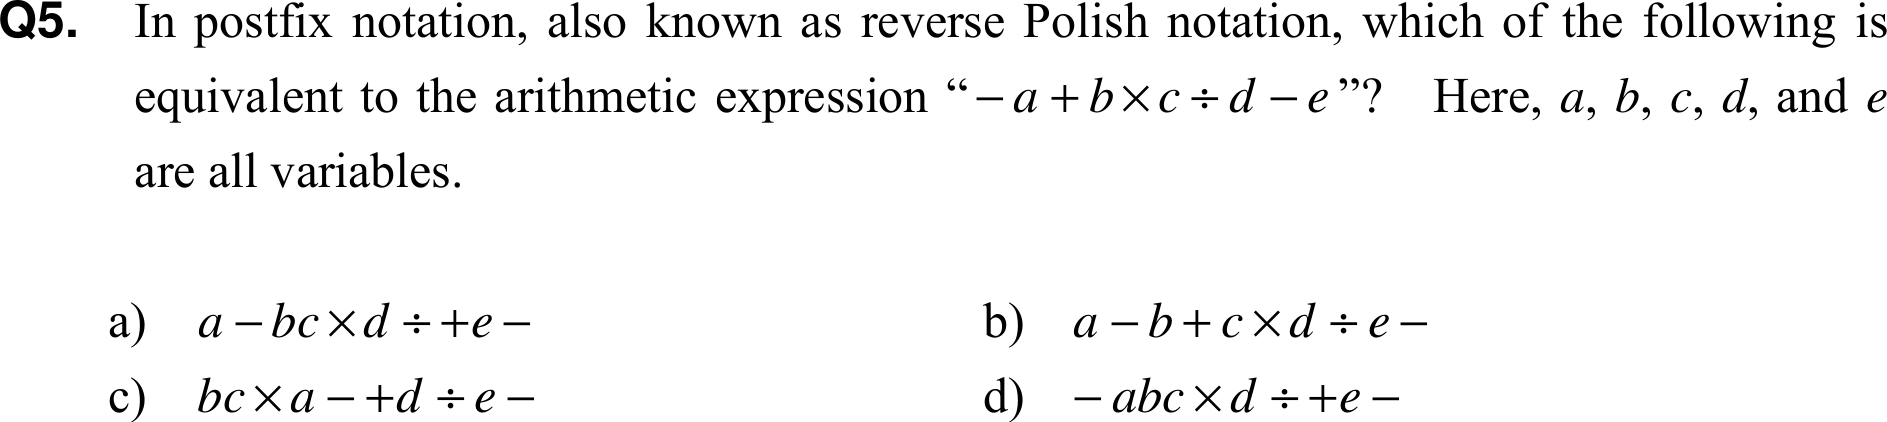 Q5. In postfix notation, also known as reverse Polish notation, which of the following is
equivalent to the arithmetic expression “− a + b × c ÷ d − e”? Here, a, b, c, d, and e
are all variables.
a) a − bc × d ÷ +e − b) a − b + c × d ÷ e −
c) bc × a − +d ÷ e − d) − abc × d ÷ +e −